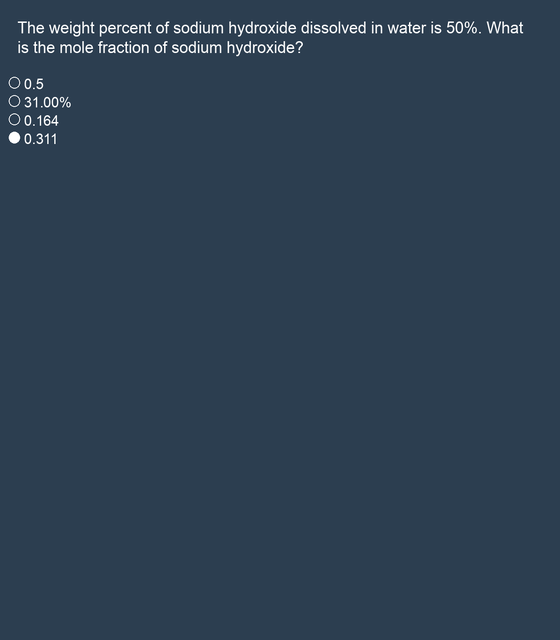 The weight percent of sodium hydroxide dissolved in water is 50%. What
is the mole fraction of sodium hydroxide?
0.5
31.00%
0.164
0.311